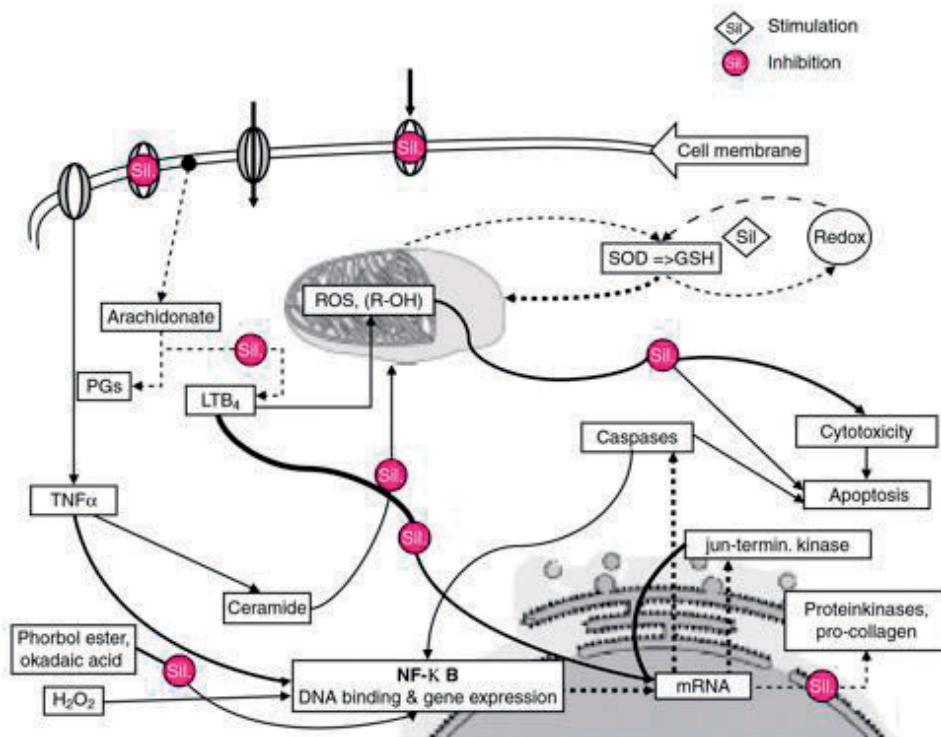 Sil
Stimulation
Sil.
Inhibition
Sil.
Sil.
Cell membrane
Sil
Redox
SOD =>GSH
ROS, (R-OH)
Arachidonate
Sil.
Sil.
PGs
LTB₄
Caspases
Cytotoxicity
Sil.
TNFα
Apoptosis
Sil.
jun-termin. kinase
Ceramide
Proteinkinases,
pro-collagen
Phorbol ester,
okadaic acid
Sil.
NF-K B
DNA binding & gene expression
mRNA
Sil.
H₂O₂